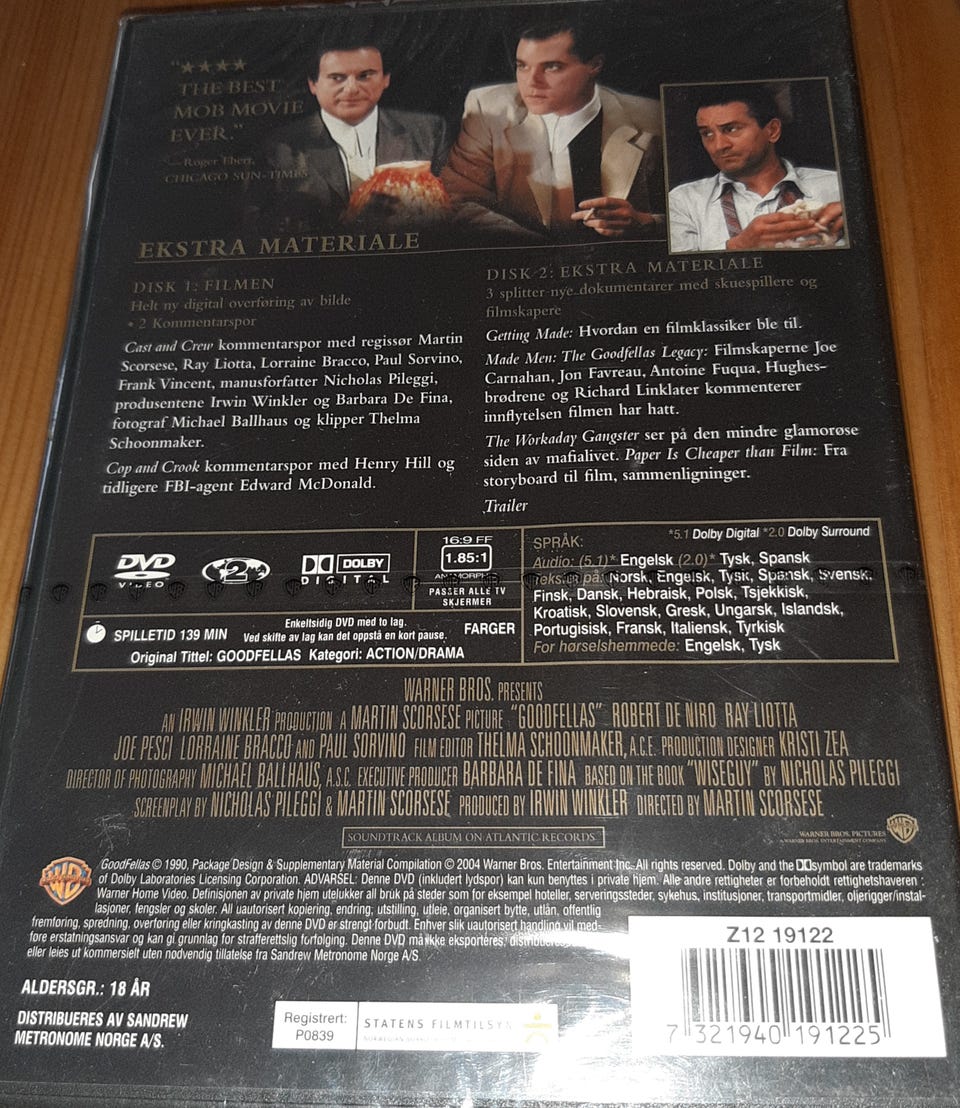 "★★★★
THE BEST
MOB MOVIE
EVER."
—Roger Ebert,
CHICAGO SUN-TIMES
EKSTRA MATERIALE
DISK 1: FILMEN
Helt ny digital overføring av bilde
• 2 Kommentarspor
Cast and Crew kommentarspor med regissør Martin
Scorsese, Ray Liotta, Lorraine Bracco, Paul Sorvino,
Frank Vincent, manusforfatter Nicholas Pileggi,
produsentene Irwin Winkler og Barbara De Fina,
fotograf Michael Ballhaus og klipper Thelma
Schoonmaker.
Cop and Crook kommentarspor med Henry Hill og
tidligere FBI-agent Edward McDonald.
DISK 2: EKSTRA MATERIALE
3 splitter nye dokumentarer med skuespillere og
filmskapere
Getting Made: Hvordan en filmklassiker ble til.
Made Men: The Goodfellas Legacy: Filmskaperne Joe
Carnahan, Jon Favreau, Antoine Fuqua, Hughes-
brødrene og Richard Linklater kommenterer
innflytelsen filmen har hatt.
The Workaday Gangster ser på den mindre glamorøse
siden av mafialivet. Paper Is Cheaper than Film: Fra
storyboard til film, sammenligninger.
Trailer
DVD
VIDEO
2
DOLBY
DIGITAL
16:9 FF
1.85:1
ANAMORPHIC
PASSER ALLE TV
SKJERMER
SPILLETID 139 MIN
Enkeltsidig DVD med to lag.
Ved skifte av lag kan det oppstå en kort pause.
FARGER
Original Tittel: GOODFELLAS Kategori: ACTION/DRAMA
SPRÅK:
*5.1 Dolby Digital *2.0 Dolby Surround
Audio: (5.1)* Engelsk (2.0)* Tysk, Spansk
Tekster på: Norsk, Engelsk, Tysk, Spansk, Svensk,
Finsk, Dansk, Hebraisk, Polsk, Tsjekkisk,
Kroatisk, Slovensk, Gresk, Ungarsk, Islandsk,
Portugisisk, Fransk, Italiensk, Tyrkisk
For hørselshemmede: Engelsk, Tysk
WARNER BROS. PRESENTS
AN IRWIN WINKLER PRODUCTION A MARTIN SCORSESE PICTURE "GOODFELLAS" ROBERT DE NIRO RAY LIOTTA
JOE PESCI LORRAINE BRACCO AND PAUL SORVINO FILM EDITOR THELMA SCHOONMAKER, A.C.E. PRODUCTION DESIGNER KRISTI ZEA
DIRECTOR OF PHOTOGRAPHY MICHAEL BALLHAUS, A.S.C. EXECUTIVE PRODUCER BARBARA DE FINA BASED ON THE BOOK "WISEGUY" BY NICHOLAS PILEGGI
SCREENPLAY BY NICHOLAS PILEGGI & MARTIN SCORSESE PRODUCED BY IRWIN WINKLER DIRECTED BY MARTIN SCORSESE
SOUNDTRACK ALBUM ON ATLANTIC RECORDS
WARNER BROS. PICTURES
A WARNER BROS. ENTERTAINMENT COMPANY
GoodFellas © 1990, Package Design & Supplementary Material Compilation © 2004 Warner Bros. Entertainment Inc. All rights reserved. Dolby and the symbol are trademarks
of Dolby Laboratories Licensing Corporation. ADVARSEL: Denne DVD (inkludert lydspor) kan kun benyttes i private hjem. Alle andre rettigheter er forbeholdt rettighetshaveren :
Warner Home Video. Definisjonen av private hjem utelukker all bruk på steder som for eksempel hoteller, serveringssteder, sykehus, institusjoner, transportmidler, oljerigger/instal-
lasjoner, fengsler og skoler. All uautorisert kopiering, endring, utstilling, utleie, organisert bytte, utlån, offentlig
fremføring, spredning, overføring eller kringkasting av denne DVD er strengt forbudt. Enhver slik uautorisert handling vil med-
føre erstatningsansvar og kan gi grunnlag for strafferettslig forfølging. Denne DVD må ikke eksporteres,
eller leies ut kommersielt uten nødvendig tillatelse fra Sandrew Metronome Norge A/S.
ALDERSGR.: 18 ÅR
DISTRIBUERES AV SANDREW
METRONOME NORGE A/S.
Registrert:
P0839
STATENS FILMTILSYN
Z12 19122
7 321940 191225